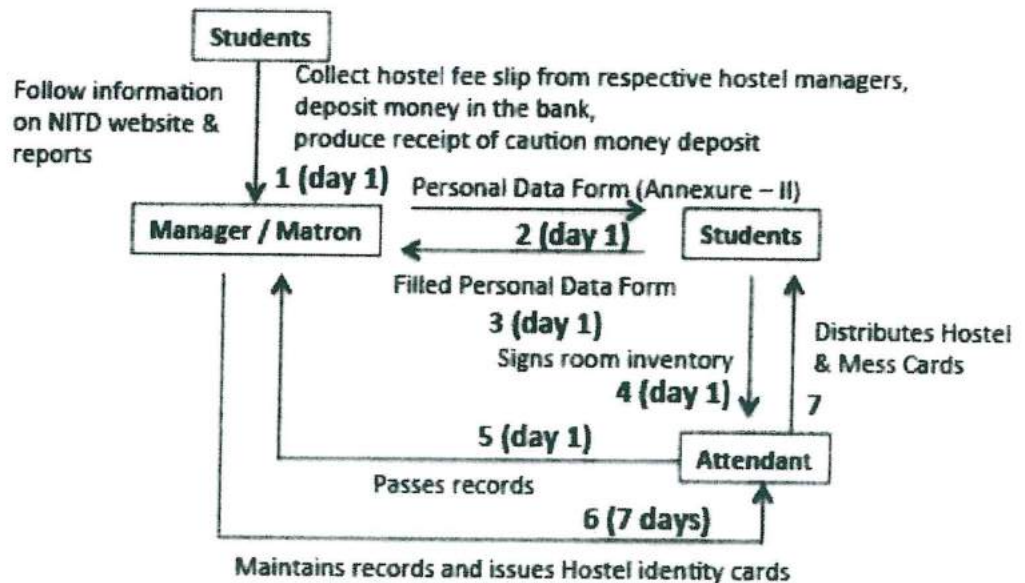 Students
Follow information
on NITD website &
reports
Collect hostel fee slip from respective hostel managers,
deposit money in the bank,
produce receipt of caution money deposit
1 (day 1)
Personal Data Form (Annexure – II)
Manager / Matron
2 (day 1)
Students
Filled Personal Data Form
3 (day 1)
Signs room inventory
4 (day 1)
Distributes Hostel
& Mess Cards
7
5 (day 1)
Attendant
Passes records
6 (7 days)
Maintains records and issues Hostel identity cards